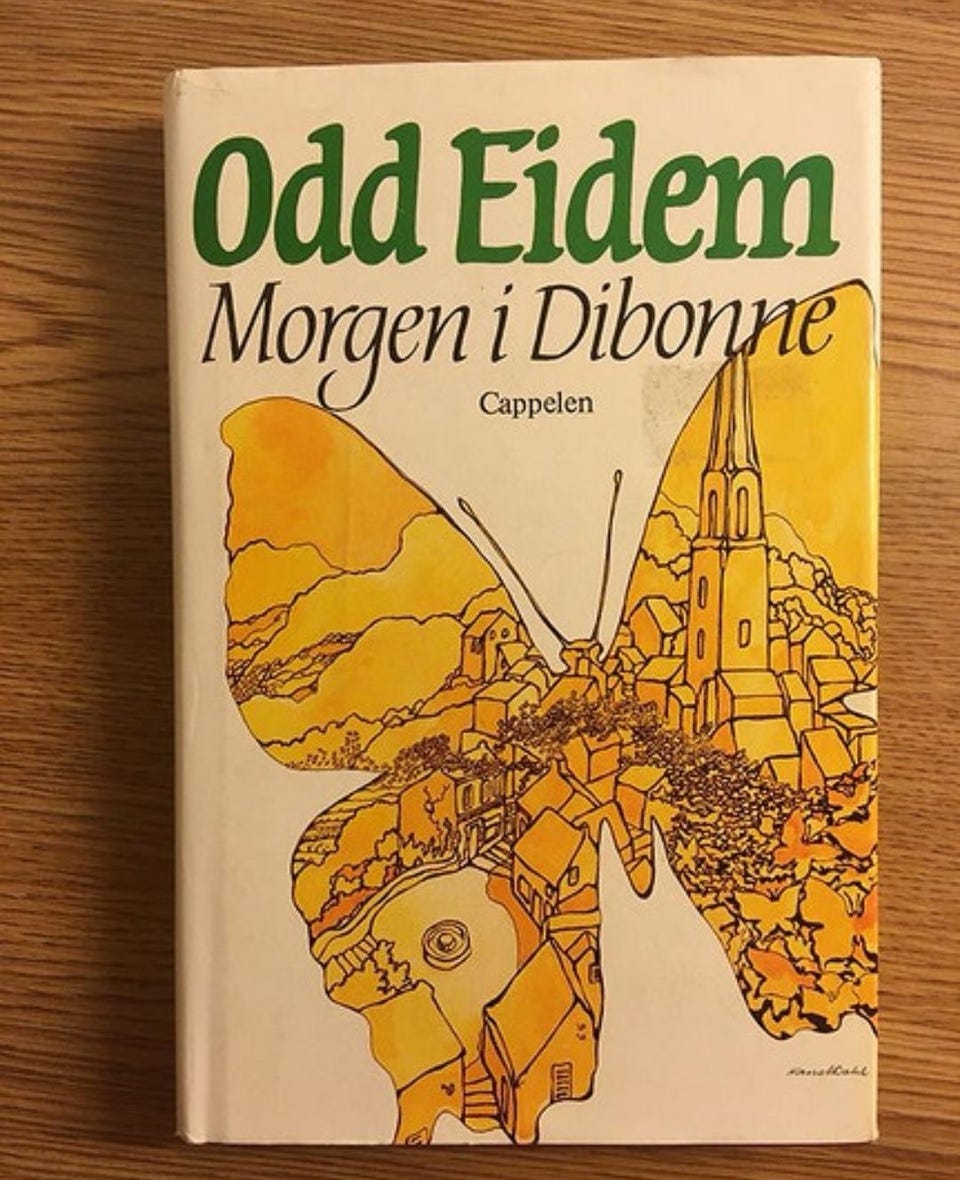 Odd Eidem
Morgen i Dibonne
Cappelen